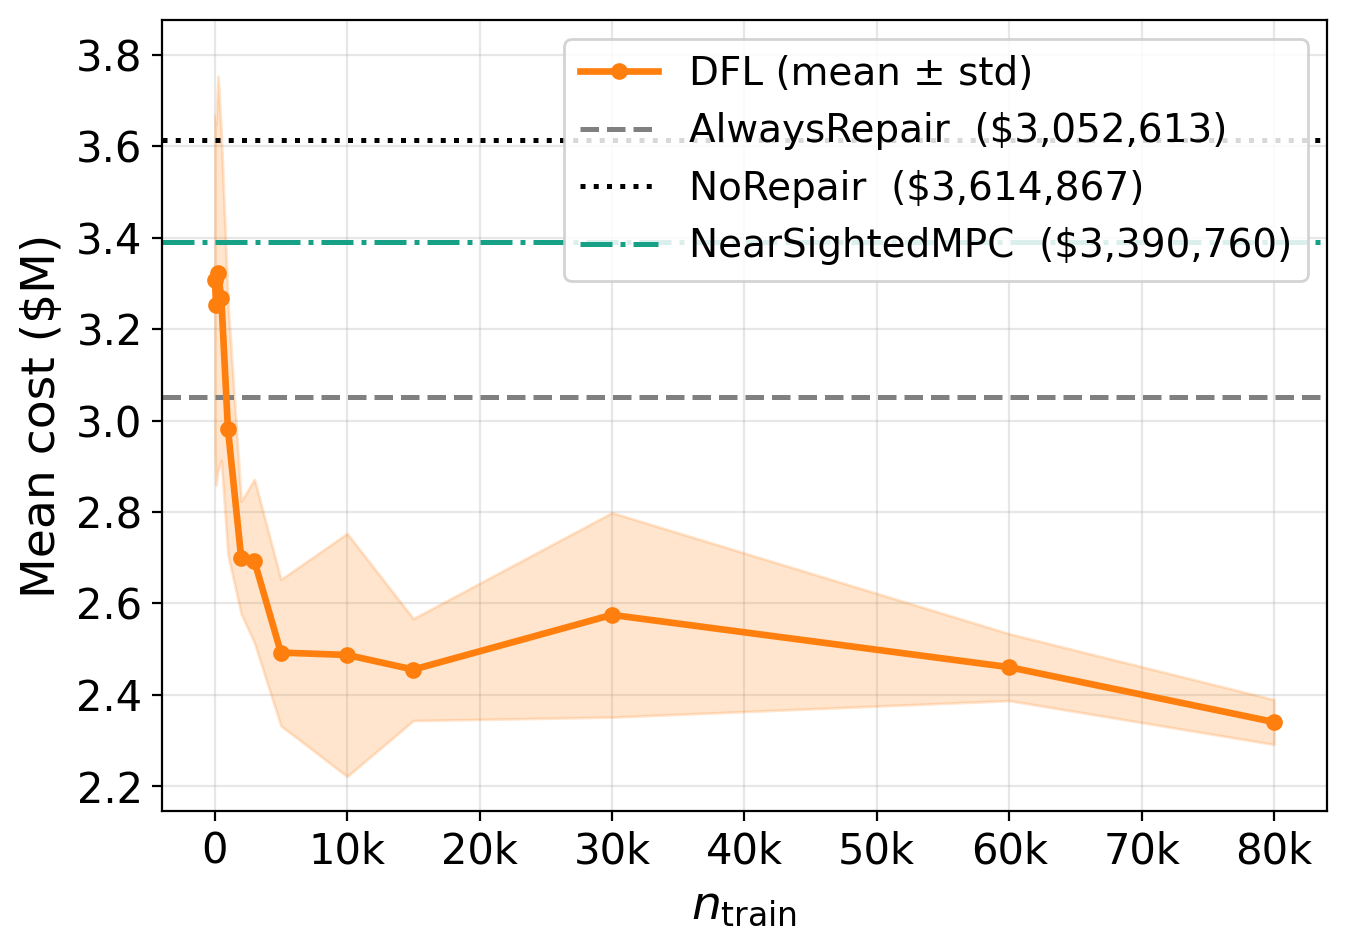 3.8
3.6
3.4
3.2
3.0
2.8
2.6
2.4
2.2
Mean cost ($M)
DFL (mean ± std)
AlwaysRepair ($3,052,613)
NoRepair ($3,614,867)
NearSightedMPC ($3,390,760)
0 10k 20k 30k 40k 50k 60k 70k 80k
n_train